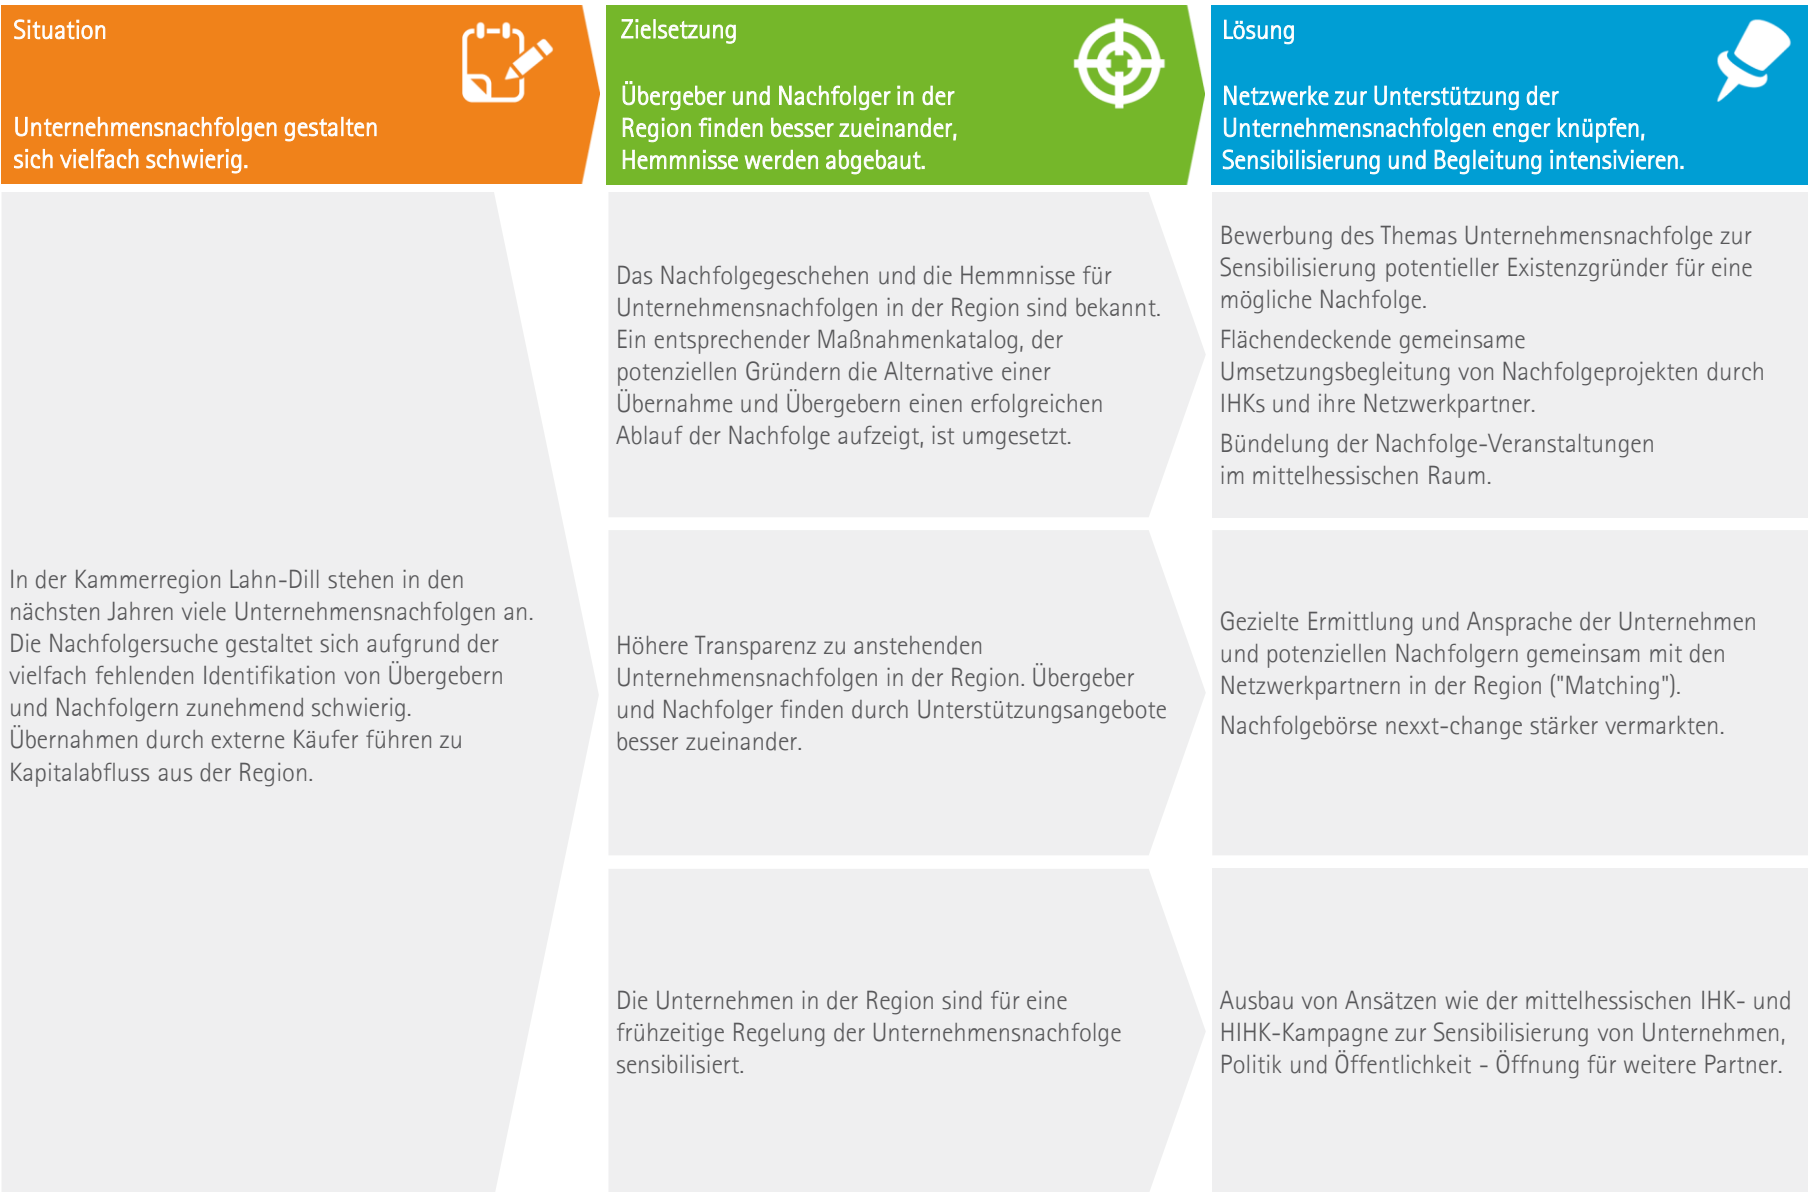 Situation
Unternehmensnachfolgen gestalten
sich vielfach schwierig.
Zielsetzung
Übergeber und Nachfolger in der
Region finden besser zueinander,
Hemmnisse werden abgebaut.
Lösung
Netzwerke zur Unterstützung der
Unternehmensnachfolgen enger knüpfen,
Sensibilisierung und Begleitung intensivieren.
In der Kammerregion Lahn-Dill stehen in den
nächsten Jahren viele Unternehmensnachfolgen an.
Die Nachfolgersuche gestaltet sich aufgrund der
vielfach fehlenden Identifikation von Übergebern
und Nachfolgern zunehmend schwierig.
Übernahmen durch externe Käufer führen zu
Kapitalabfluss aus der Region.
Das Nachfolgegeschehen und die Hemmnisse für
Unternehmensnachfolgen in der Region sind bekannt.
Ein entsprechender Maßnahmenkatalog, der
potenziellen Gründern die Alternative einer
Übernahme und Übergebern einen erfolgreichen
Ablauf der Nachfolge aufzeigt, ist umgesetzt.
Bewerbung des Themas Unternehmensnachfolge zur
Sensibilisierung potentieller Existenzgründer für eine
mögliche Nachfolge.
Flächendeckende gemeinsame
Umsetzungsbegleitung von Nachfolgeprojekten durch
IHKs und ihre Netzwerkpartner.
Bündelung der Nachfolge-Veranstaltungen
im mittelhessischen Raum.
Höhere Transparenz zu anstehenden
Unternehmensnachfolgen in der Region. Übergeber
und Nachfolger finden durch Unterstützungsangebote
besser zueinander.
Gezielte Ermittlung und Ansprache der Unternehmen
und potenziellen Nachfolgern gemeinsam mit den
Netzwerkpartnern in der Region ("Matching").
Nachfolgebörse nexxt-change stärker vermarkten.
Die Unternehmen in der Region sind für eine
frühzeitige Regelung der Unternehmensnachfolge
sensibilisiert.
Ausbau von Ansätzen wie der mittelhessischen IHK- und
HIHK-Kampagne zur Sensibilisierung von Unternehmen,
Politik und Öffentlichkeit - Öffnung für weitere Partner.